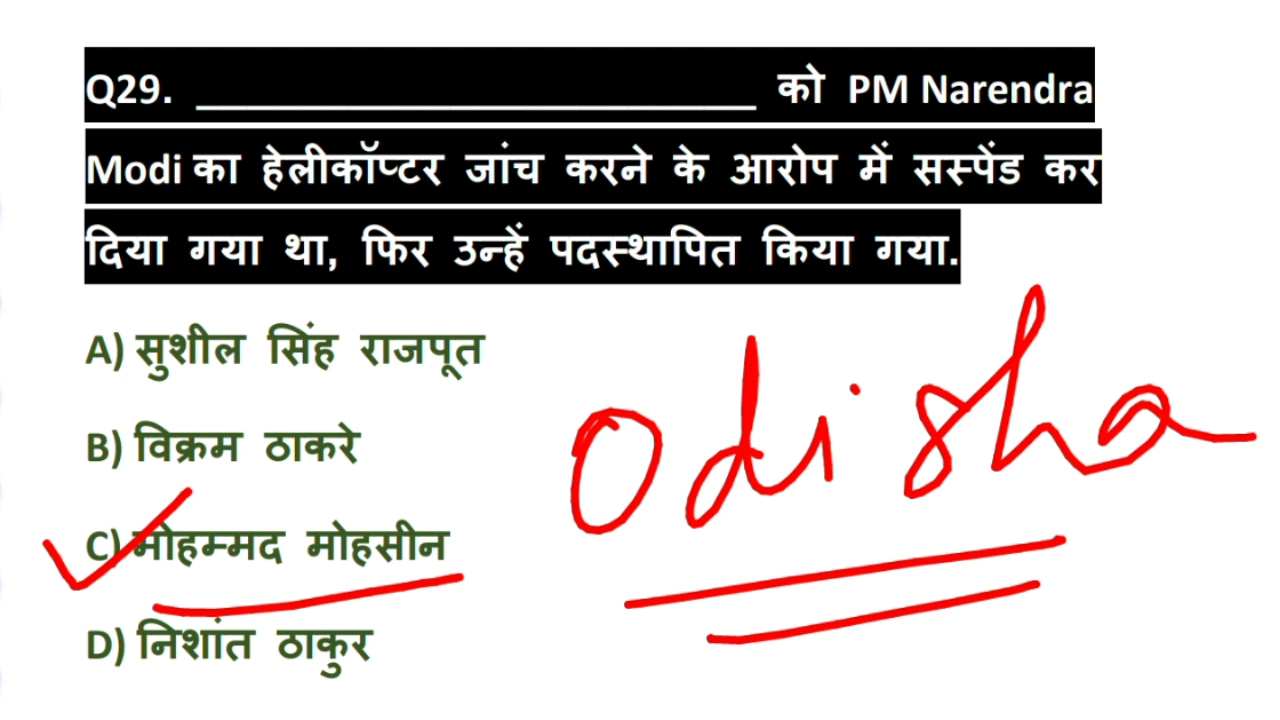 Q29. __________________________ को PM Narendra
Modi का हेलीकॉप्टर जांच करने के आरोप में सस्पेंड कर
दिया गया था, फिर उन्हें पदस्थापित किया गया.
A) सुशील सिंह राजपूत
B) विक्रम ठाकरे
C) मोहम्मद मोहसीन
D) निशांत ठाकुर
Odisha